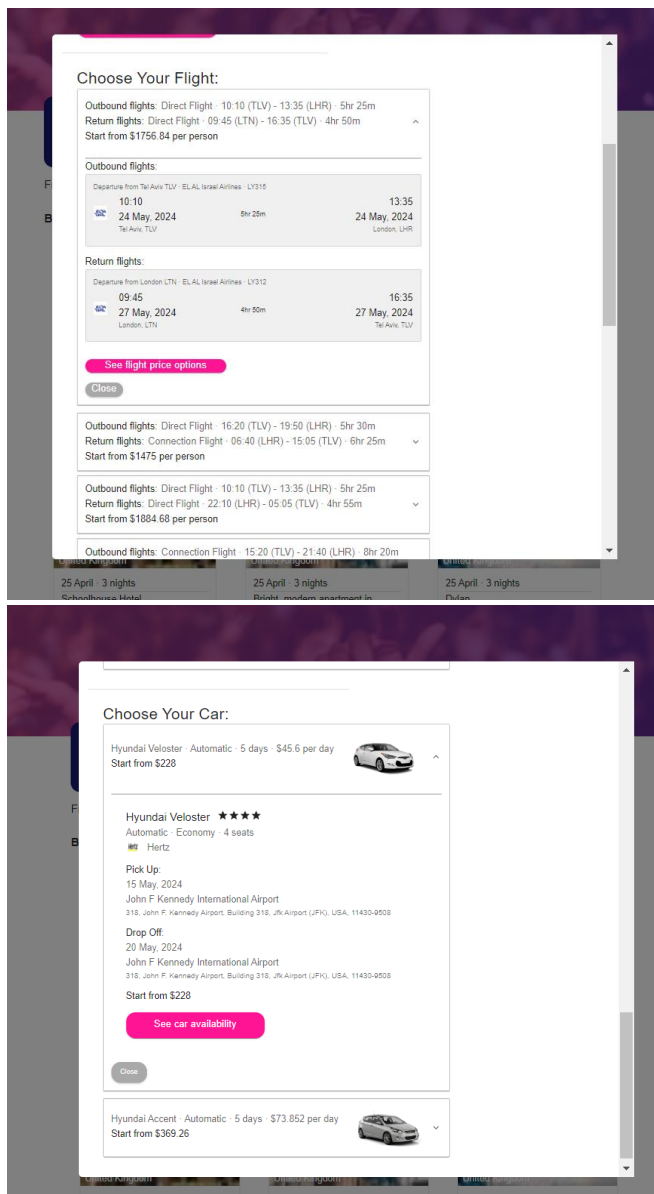 Choose Your Flight:
Outbound flights: Direct Flight · 10:10 (TLV) - 13:35 (LHR) · 5hr 25m
Return flights: Direct Flight · 09:45 (LTN) - 16:35 (TLV) · 4hr 50m
Start from $1756.84 per person
Outbound flights:
Departure from Tel Aviv TLV · EL AL Israel Airlines · LY315
10:10 13:35
24 May, 2024 5hr 25m 24 May, 2024
Tel Aviv, TLV London, LHR
Return flights:
Departure from London LTN · EL AL Israel Airlines · LY312
09:45 16:35
27 May, 2024 4hr 50m 27 May, 2024
London, LTN Tel Aviv, TLV
See flight price options
Close
Outbound flights: Direct Flight · 16:20 (TLV) - 19:50 (LHR) · 5hr 30m
Return flights: Connection Flight · 06:40 (LHR) - 15:05 (TLV) · 6hr 25m
Start from $1475 per person
Outbound flights: Direct Flight · 10:10 (TLV) - 13:35 (LHR) · 5hr 25m
Return flights: Direct Flight · 22:10 (LHR) - 05:05 (TLV) · 4hr 55m
Start from $1884.68 per person
Outbound flights: Connection Flight · 15:20 (TLV) - 21:40 (LHR) · 8hr 20m
United Kingdom United Kingdom United Kingdom
25 April · 3 nights 25 April · 3 nights 25 April · 3 nights
Schoolhouse Hotel Bright, modern apartment in Dylan
Choose Your Car:
Hyundai Veloster · Automatic · 5 days · $45.6 per day
Start from $228
Hyundai Veloster ★★★★
Automatic · Economy · 4 seats
Hertz
Pick Up:
15 May, 2024
John F Kennedy International Airport
318, John F. Kennedy Airport, Building 318, Jfk Airport (JFK), USA, 11430-9508
Drop Off:
20 May, 2024
John F Kennedy International Airport
318, John F. Kennedy Airport, Building 318, Jfk Airport (JFK), USA, 11430-9508
Start from $228
See car availability
Close
Hyundai Accent · Automatic · 5 days · $73.852 per day
Start from $369.26
United Kingdom United Kingdom United Kingdom